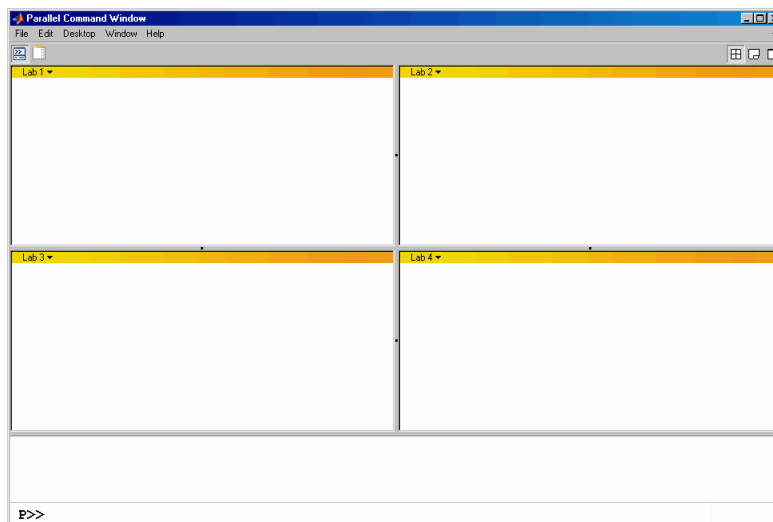 Parallel Command Window
File Edit Desktop Window Help
Lab 1
Lab 2
Lab 3
Lab 4
P>>